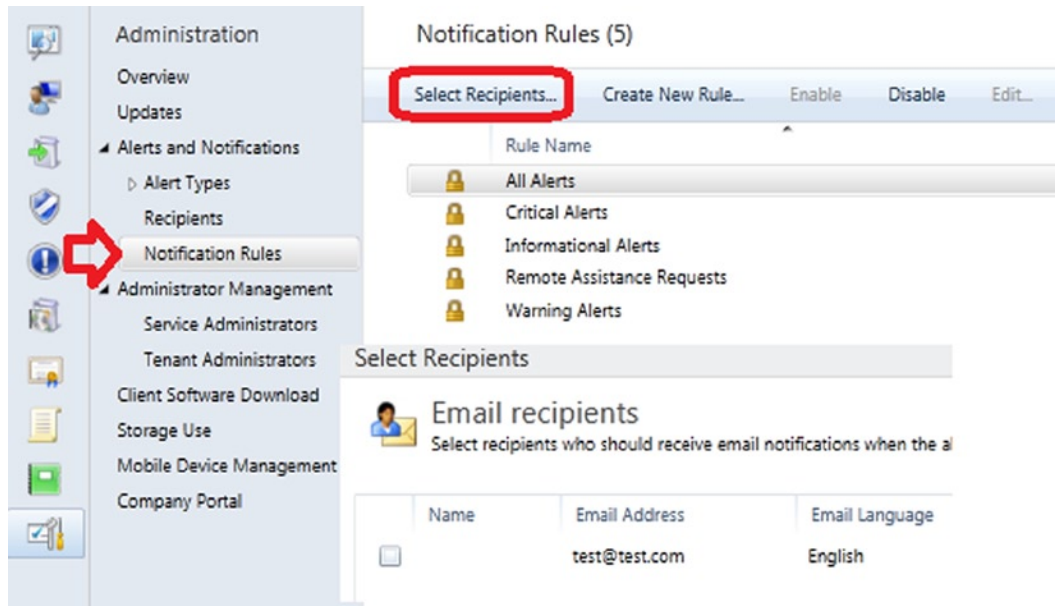 Administration
Overview
Updates
Alerts and Notifications
Alert Types
Recipients
Notification Rules
Administrator Management
Service Administrators
Tenant Administrators
Client Software Download
Storage Use
Mobile Device Management
Company Portal
Notification Rules (5)
Select Recipients... Create New Rule... Enable Disable Edit...
Rule Name
All Alerts
Critical Alerts
Informational Alerts
Remote Assistance Requests
Warning Alerts
Select Recipients
Email recipients
Select recipients who should receive email notifications when the al
Name Email Address Email Language
test@test.com English